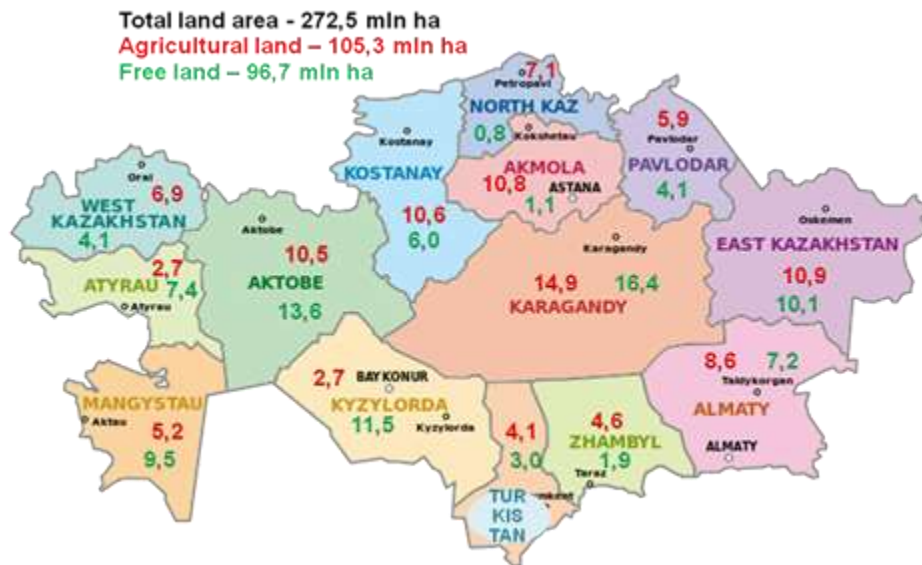 Total land area - 272,5 mln ha
Agricultural land – 105,3 mln ha
Free land – 96,7 mln ha
7,1
Petropavl
NORTH KAZ
0,8
Kokshetau
Kostanay
KOSTANAY
10,6
6,0
AKMOLA
10,8
ASTANA
1,1
5,9
Pavlodar
PAVLODAR
4,1
Oral
6,9
WEST
KAZAKHSTAN
4,1
Aktobe
10,5
AKTOBE
13,6
2,7
ATYRAU
7,4
Atyrau
Karagandy
14,9
16,4
KARAGANDY
Oskemen
EAST KAZAKHSTAN
10,9
10,1
MANGYSTAU
Aktau
5,2
9,5
2,7
BAYKONUR
KYZYLORDA
11,5
Kyzylorda
4,1
3,0
TUR
KIS
TAN
4,6
ZHAMBYL
1,9
Taraz
8,6
7,2
Taldykorgan
ALMATY
ALMATY